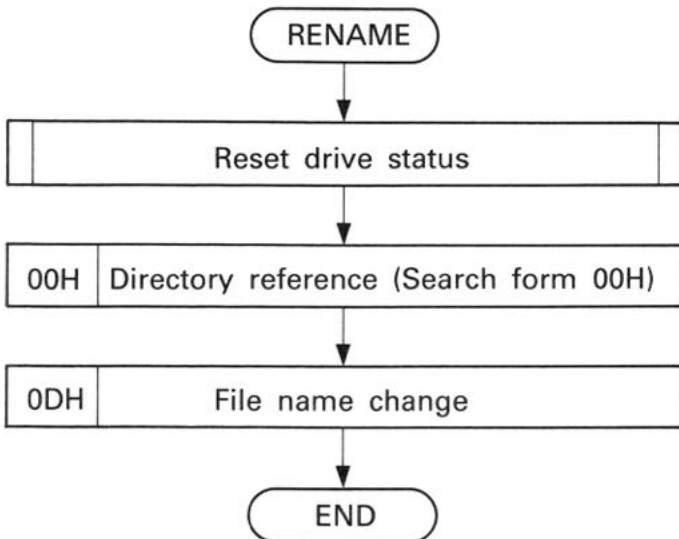 RENAME
Reset drive status
00H Directory reference (Search form 00H)
0DH File name change
END